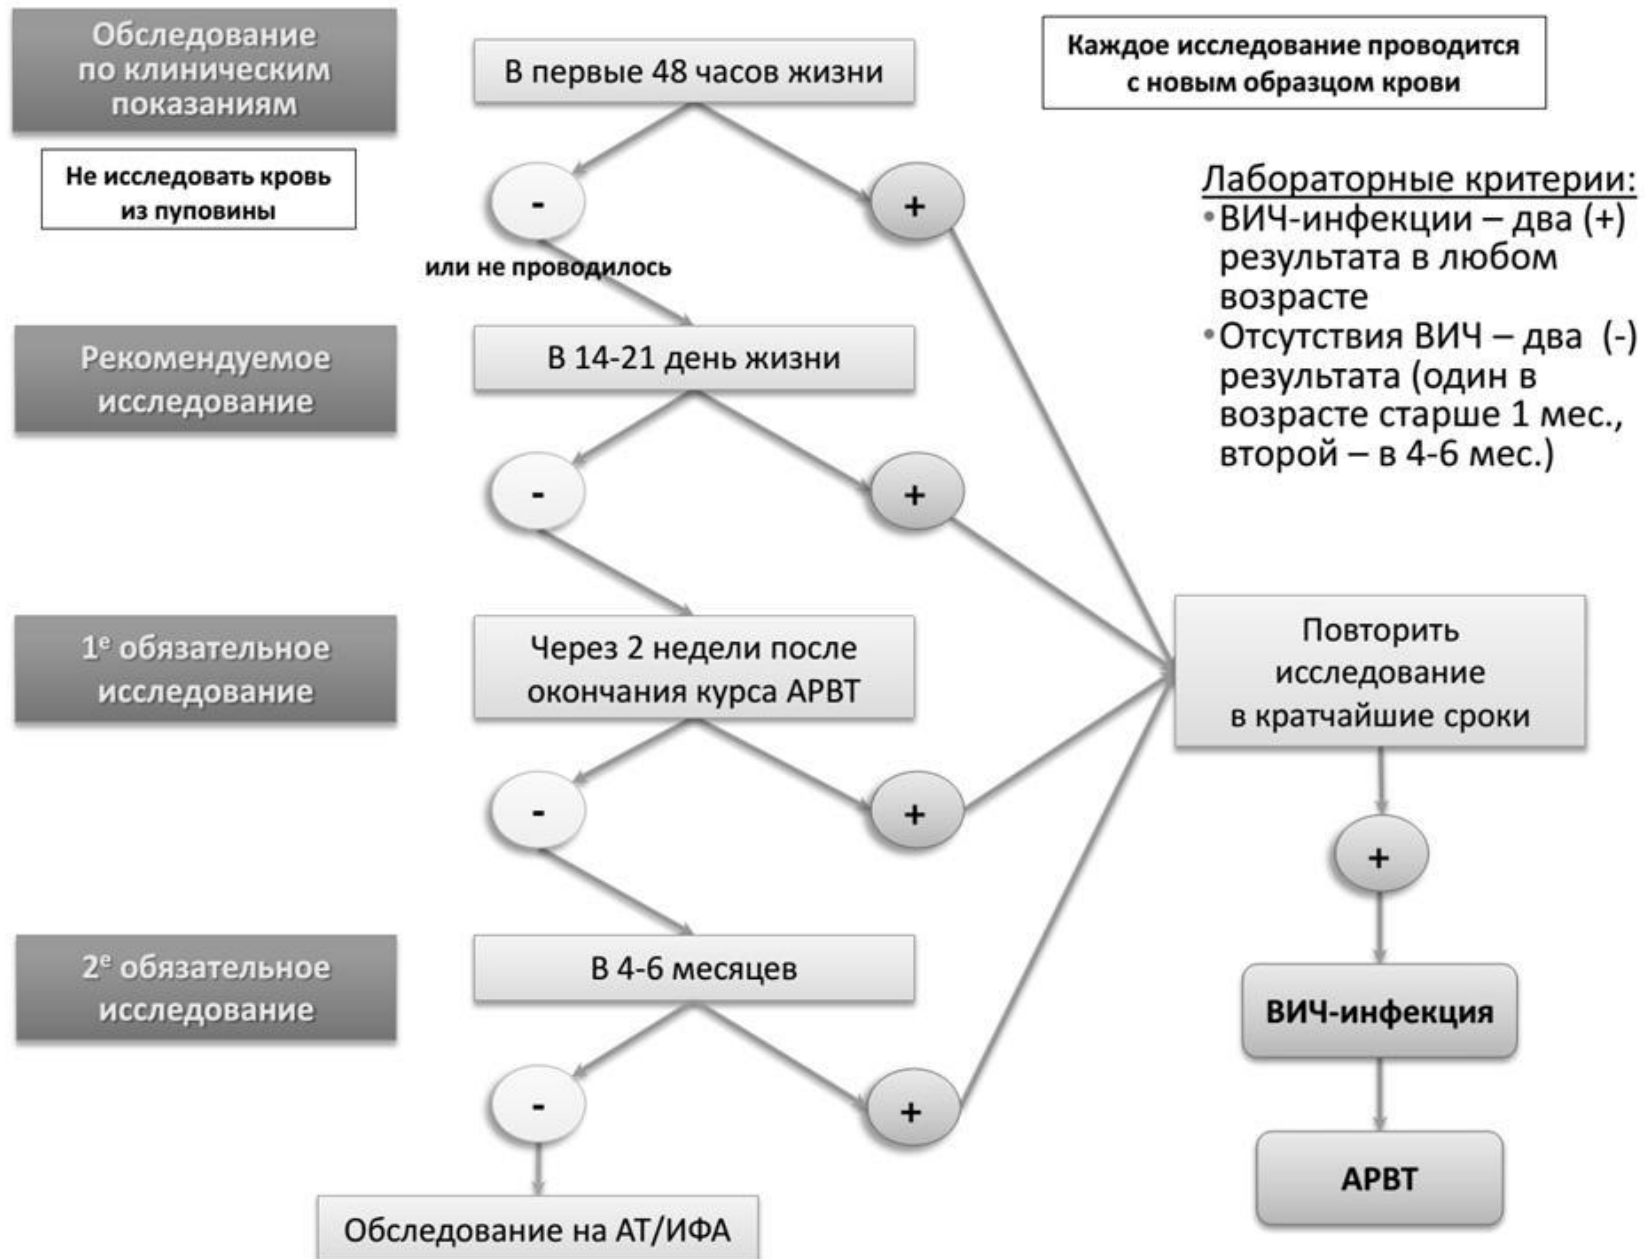 Обследование
по клиническим
показаниям
В первые 48 часов жизни
Каждое исследование проводится
с новым образцом крови
Не исследовать кровь
из пуповины
-
+
Лабораторные критерии:
•ВИЧ-инфекции – два (+)
результата в любом
возрасте
•Отсутствия ВИЧ – два (-)
результата (один в
возрасте старше 1 мес.,
второй – в 4-6 мес.)
или не проводилось
Рекомендуемое
исследование
В 14-21 день жизни
-
+
1е обязательное
исследование
Через 2 недели после
окончания курса АРВТ
Повторить
исследование
в кратчайшие сроки
-
+
+
2е обязательное
исследование
В 4-6 месяцев
ВИЧ-инфекция
-
+
АРВТ
Обследование на АТ/ИФА